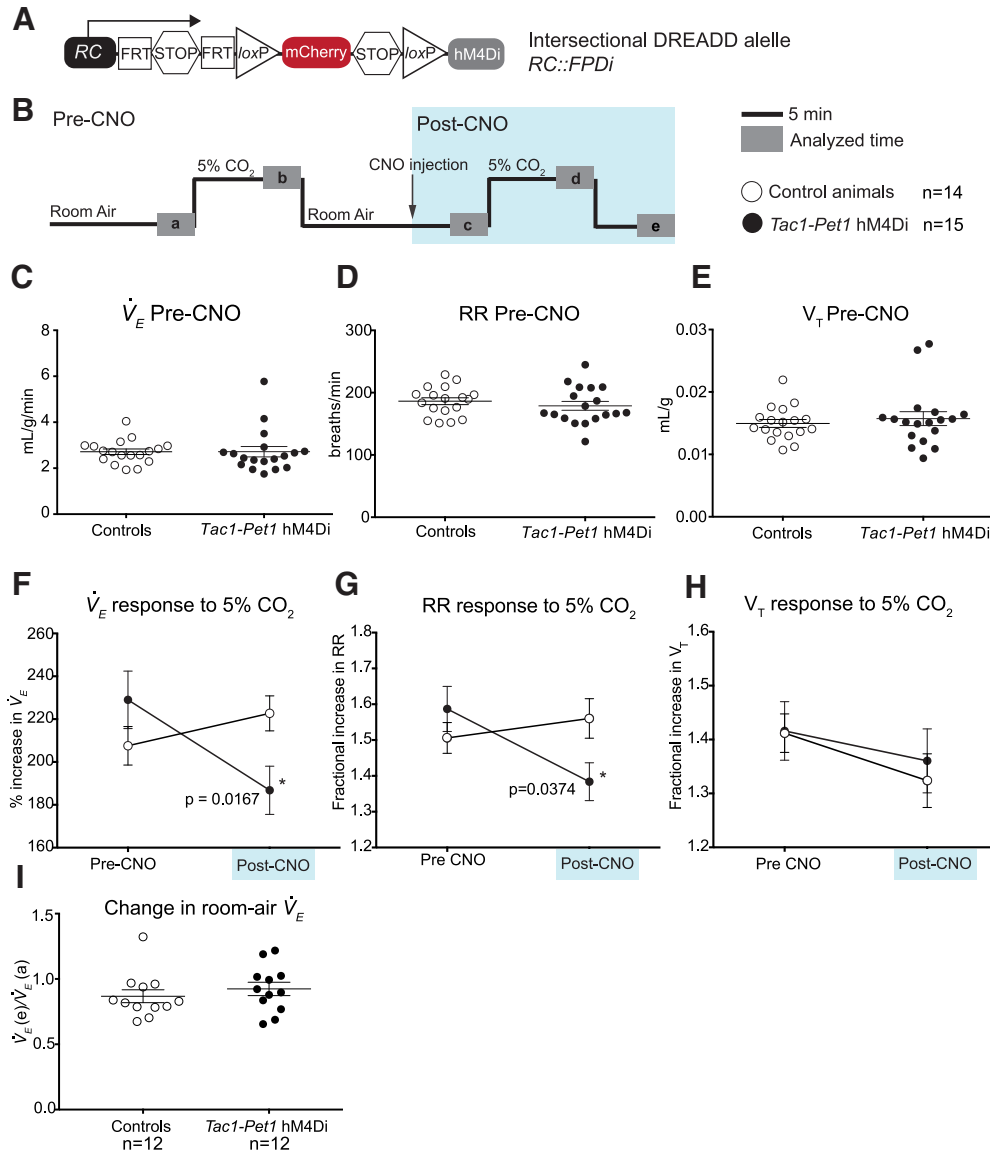 A
RC FRT STOP FRT loxP mCherry STOP loxP hM4Di
Intersectional DREADD alelle
RC::FPDi
B
Pre-CNO
Post-CNO
5 min
Analyzed time
CNO injection
5% CO2
5% CO2
b
d
Room Air
Room Air
a
c
e
Control animals n=14
Tac1-Pet1 hM4Di n=15
C
V̇E Pre-CNO
mL/g/min
8
6
4
2
0
Controls
Tac1-Pet1 hM4Di
D
RR Pre-CNO
breaths/min
300
200
100
0
Controls
Tac1-Pet1 hM4Di
E
VT Pre-CNO
mL/g
0.03
0.02
0.01
0.00
Controls
Tac1-Pet1 hM4Di
F
V̇E response to 5% CO2
% increase in V̇E
260
240
220
200
180
160
p = 0.0167
*
Pre-CNO
Post-CNO
G
RR response to 5% CO2
Fractional increase in RR
1.8
1.7
1.6
1.5
1.4
1.3
1.2
p=0.0374
*
Pre CNO
Post-CNO
H
VT response to 5% CO2
Fractional increase in VT
1.6
1.5
1.4
1.3
1.2
Pre CNO
Post-CNO
I
Change in room-air V̇E
V̇E(e)/V̇E(a)
1.5
1.0
0.5
0.0
Controls
n=12
Tac1-Pet1 hM4Di
n=12